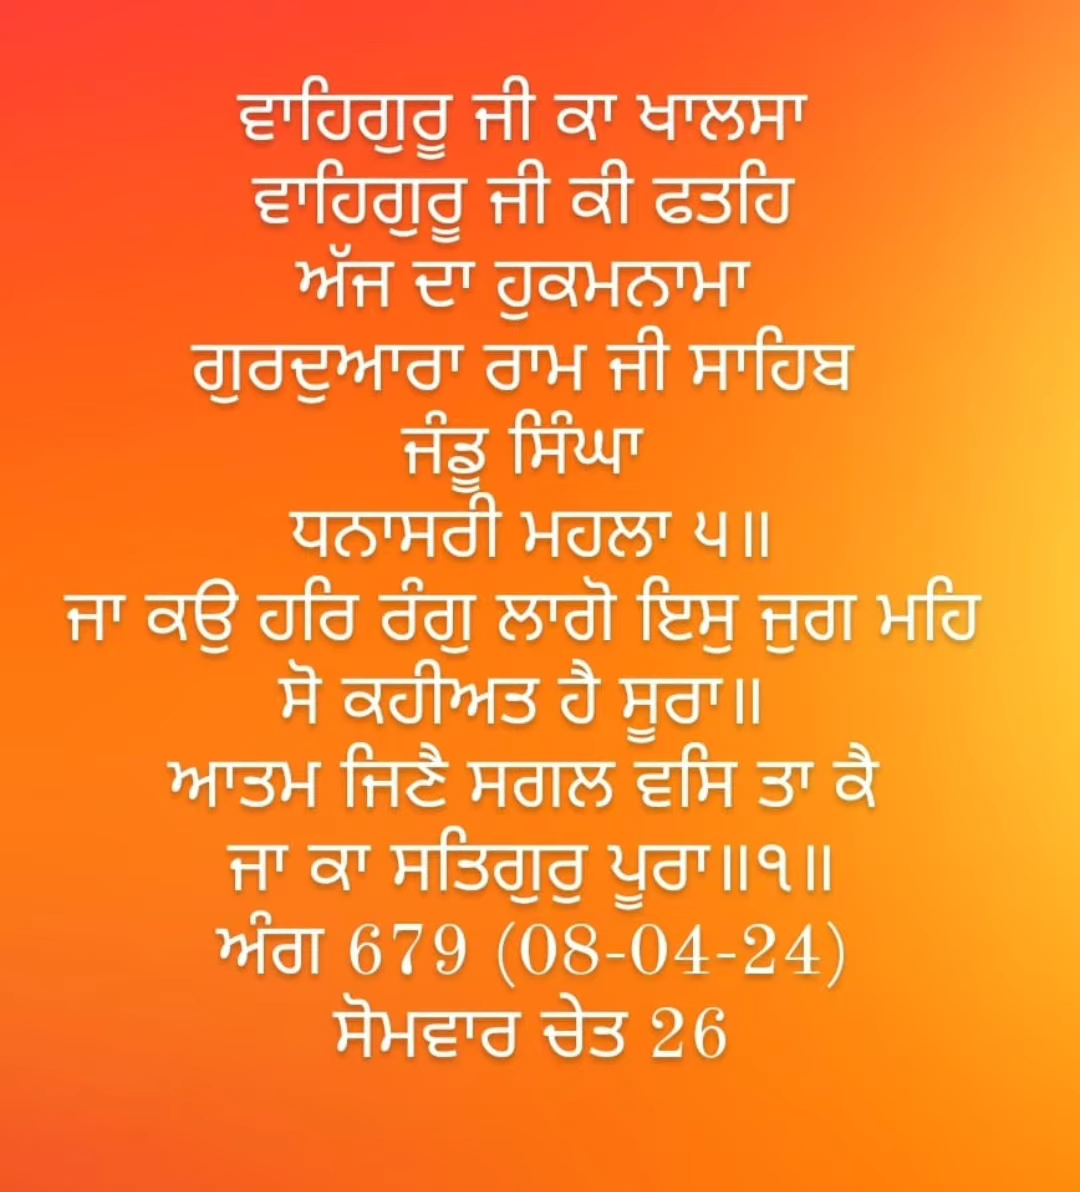 ਵਾਹਿਗੁਰੂ ਜੀ ਕਾ ਖਾਲਸਾ
ਵਾਹਿਗੁਰੂ ਜੀ ਕੀ ਫਤਹਿ
ਅੱਜ ਦਾ ਹੁਕਮਨਾਮਾ
ਗੁਰਦੁਆਰਾ ਰਾਮ ਜੀ ਸਾਹਿਬ
ਜੰਡੂ ਸਿੰਘਾ
ਧਨਾਸਰੀ ਮਹਲਾ ੫॥
ਜਾ ਕਉ ਹਰਿ ਰੰਗੁ ਲਾਗੋ ਇਸੁ ਜੁਗ ਮਹਿ
ਸੋ ਕਹੀਅਤ ਹੈ ਸੂਰਾ॥
ਆਤਮ ਜਿਣੈ ਸਗਲ ਵਸਿ ਤਾ ਕੈ
ਜਾ ਕਾ ਸਤਿਗੁਰੁ ਪੂਰਾ॥੧॥
ਅੰਗ 679 (08-04-24)
ਸੋਮਵਾਰ ਚੇਤ 26